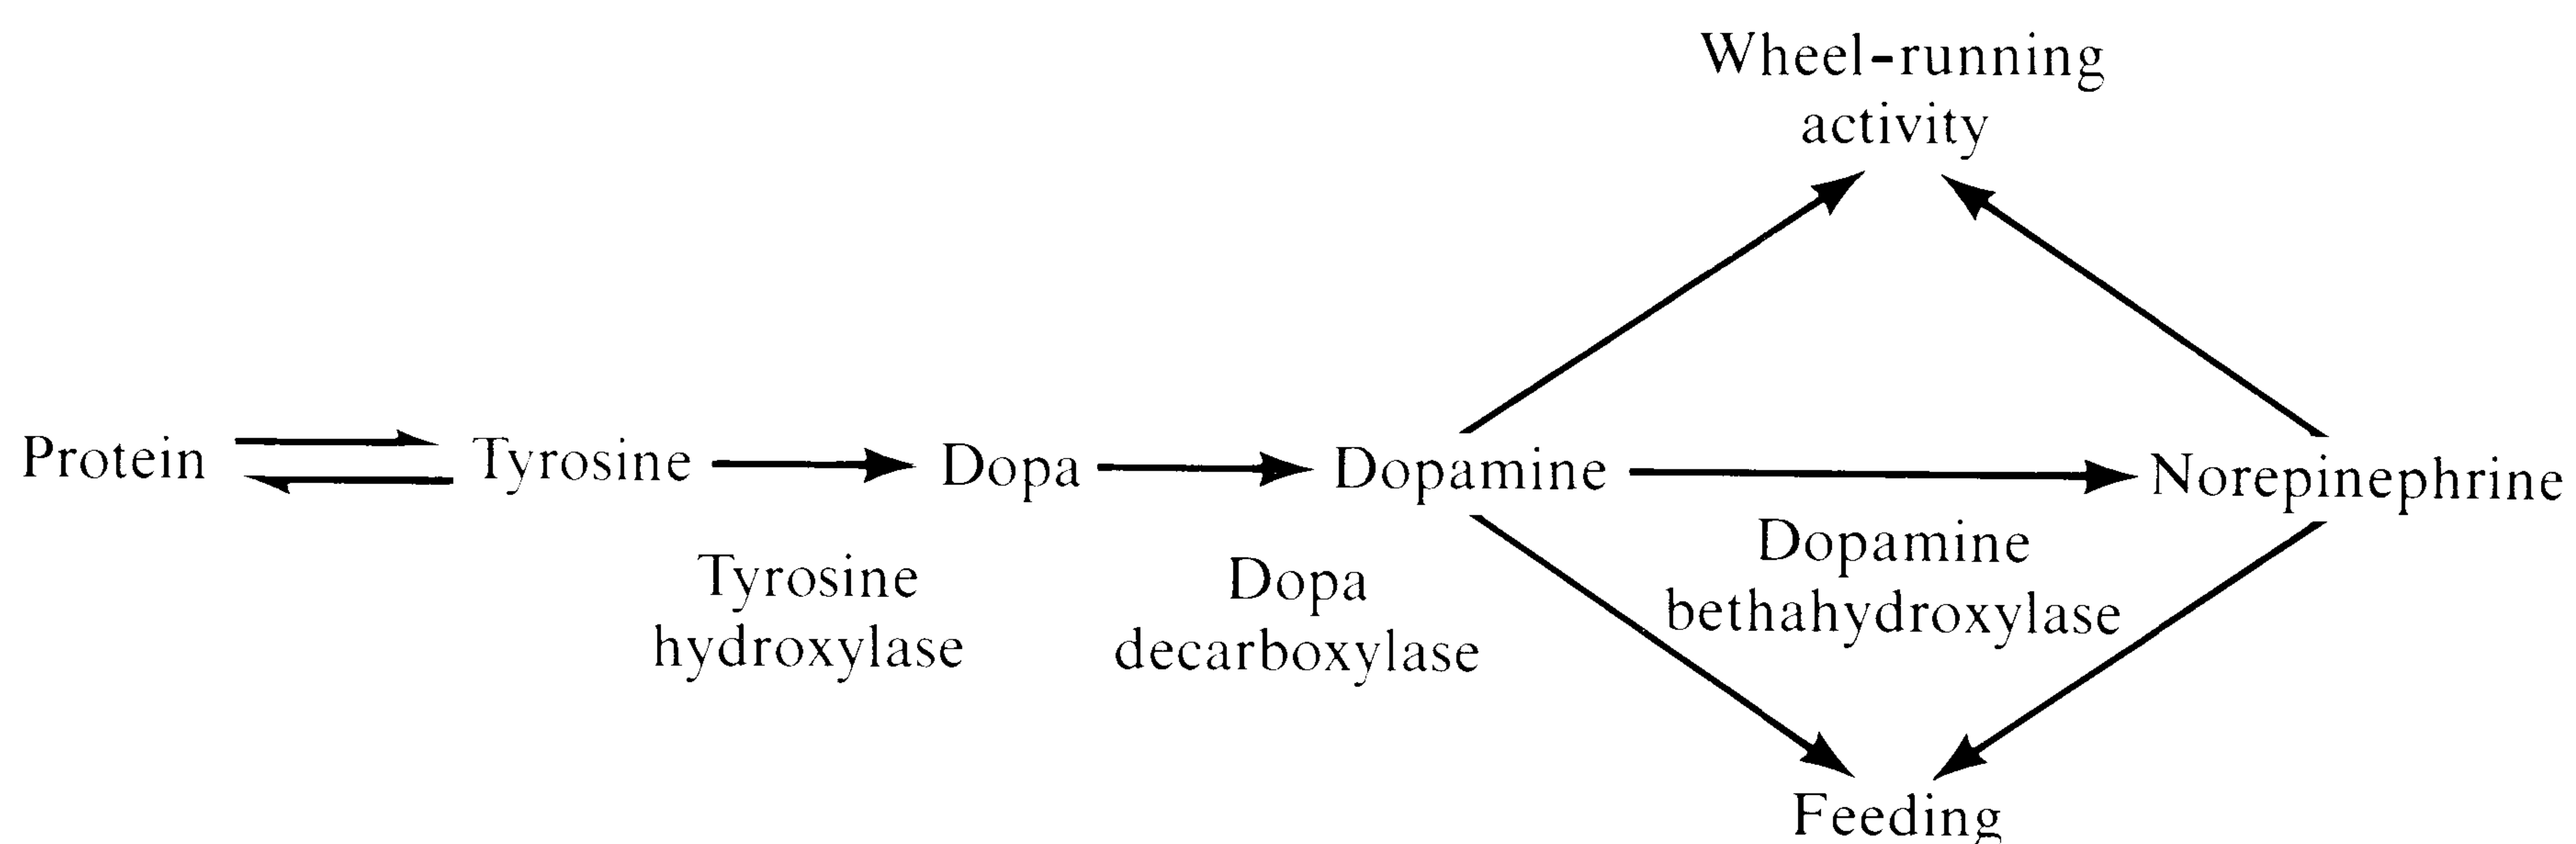 Wheel-running
activity
Protein Tyrosine Dopa Dopamine Norepinephrine
Tyrosine
hydroxylase
Dopa
decarboxylase
Dopamine
bethahydroxylase
Feeding